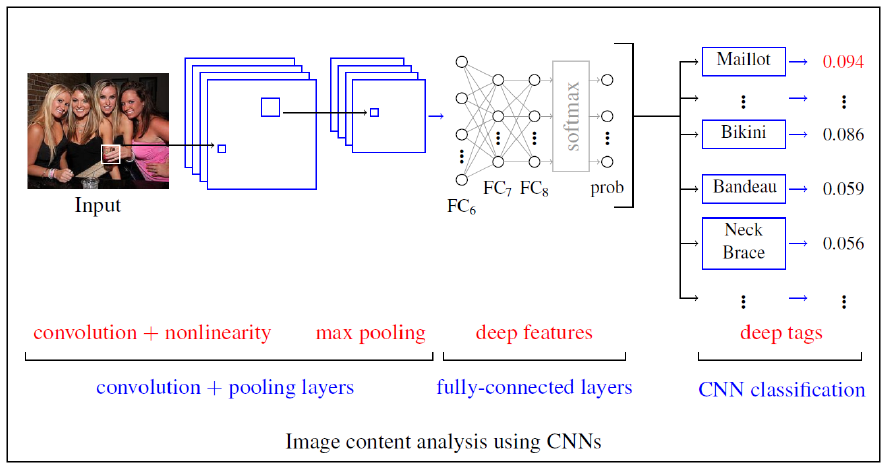 Input
FC6
FC7
FC8
softmax
prob
Maillot
0.094
Bikini
0.086
Bandeau
0.059
Neck
Brace
0.056
convolution + nonlinearity
max pooling
deep features
deep tags
convolution + pooling layers
fully-connected layers
CNN classification
Image content analysis using CNNs